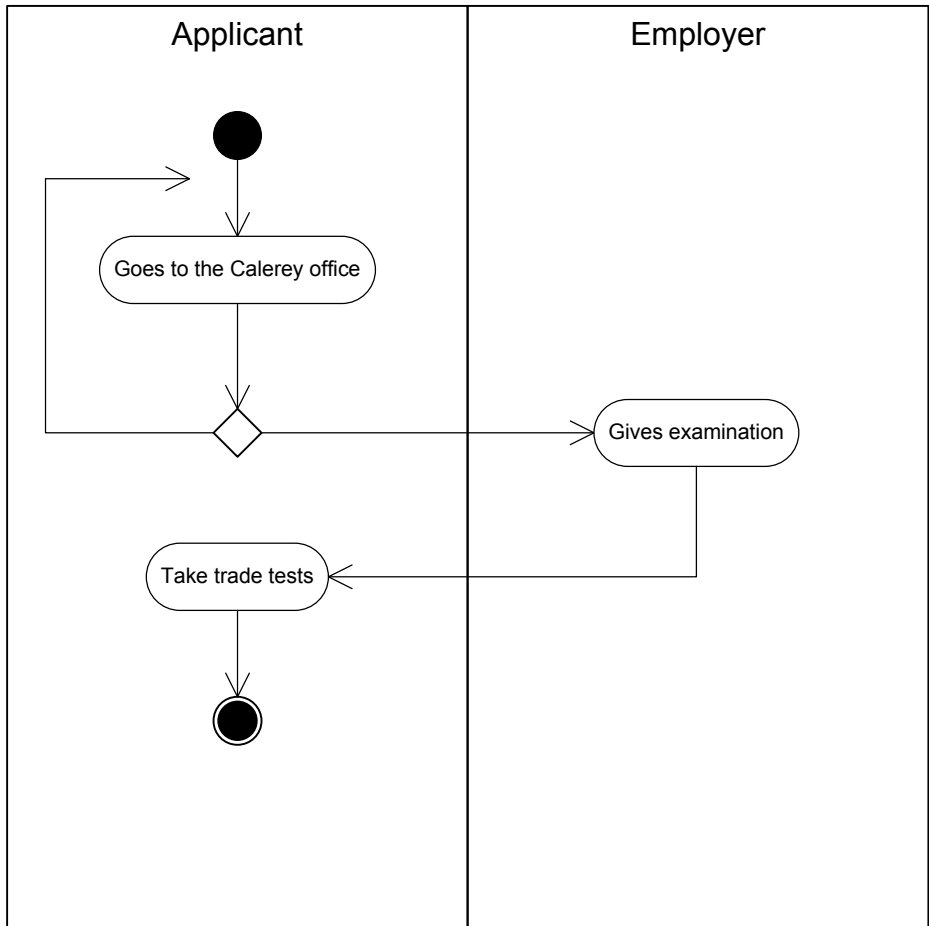 Applicant
Employer
Goes to the Calerey office
Gives examination
Take trade tests